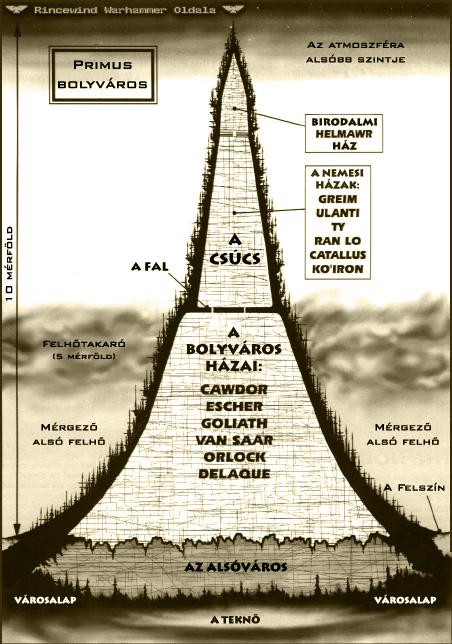 Rincewind Warhammer Oldala
PRIMUS
BOLYVÁROS
AZ ATMOSZFÉRA
ALSÓBB SZINTJE
BIRODALMI
HELMAWR
HÁZ
A NEMESI
HÁZAK:
GREIM
ULANTI
TY
RAN LO
CATALLUS
KO'IRON
A
CSÚCS
A FAL
10 MÉRFÖLD
FELHŐTAKARÓ
(5 MÉRFÖLD)
A
BOLYVÁROS
HÁZAI:
CAWDOR
ESCHER
GOLIATH
VAN SAAR
ORLOCK
DELAQUE
MÉRGEZŐ
ALSÓ FELHŐ
MÉRGEZŐ
ALSÓ FELHŐ
A FELSZÍN
AZ ALSÓVÁROS
VÁROSALAP
VÁROSALAP
A TEKNŐ